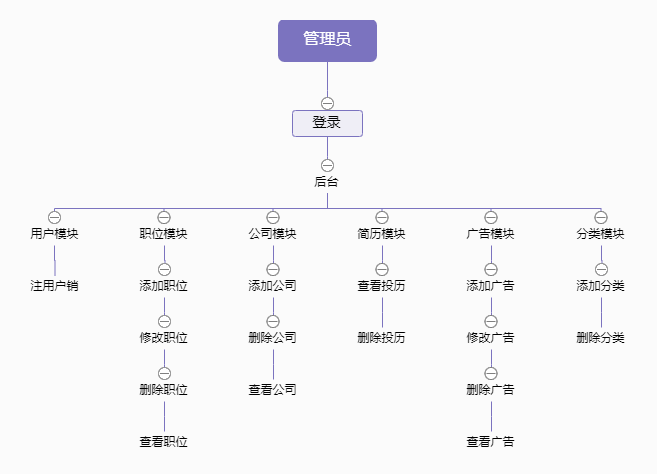 管理员
登录
后台
用户模块 职位模块 公司模块 简历模块 广告模块 分类模块
注用户销 添加职位 添加公司 查看投历 添加广告 添加分类
修改职位 删除公司 删除投历 修改广告 删除分类
删除职位 查看公司 删除广告
查看职位 查看广告